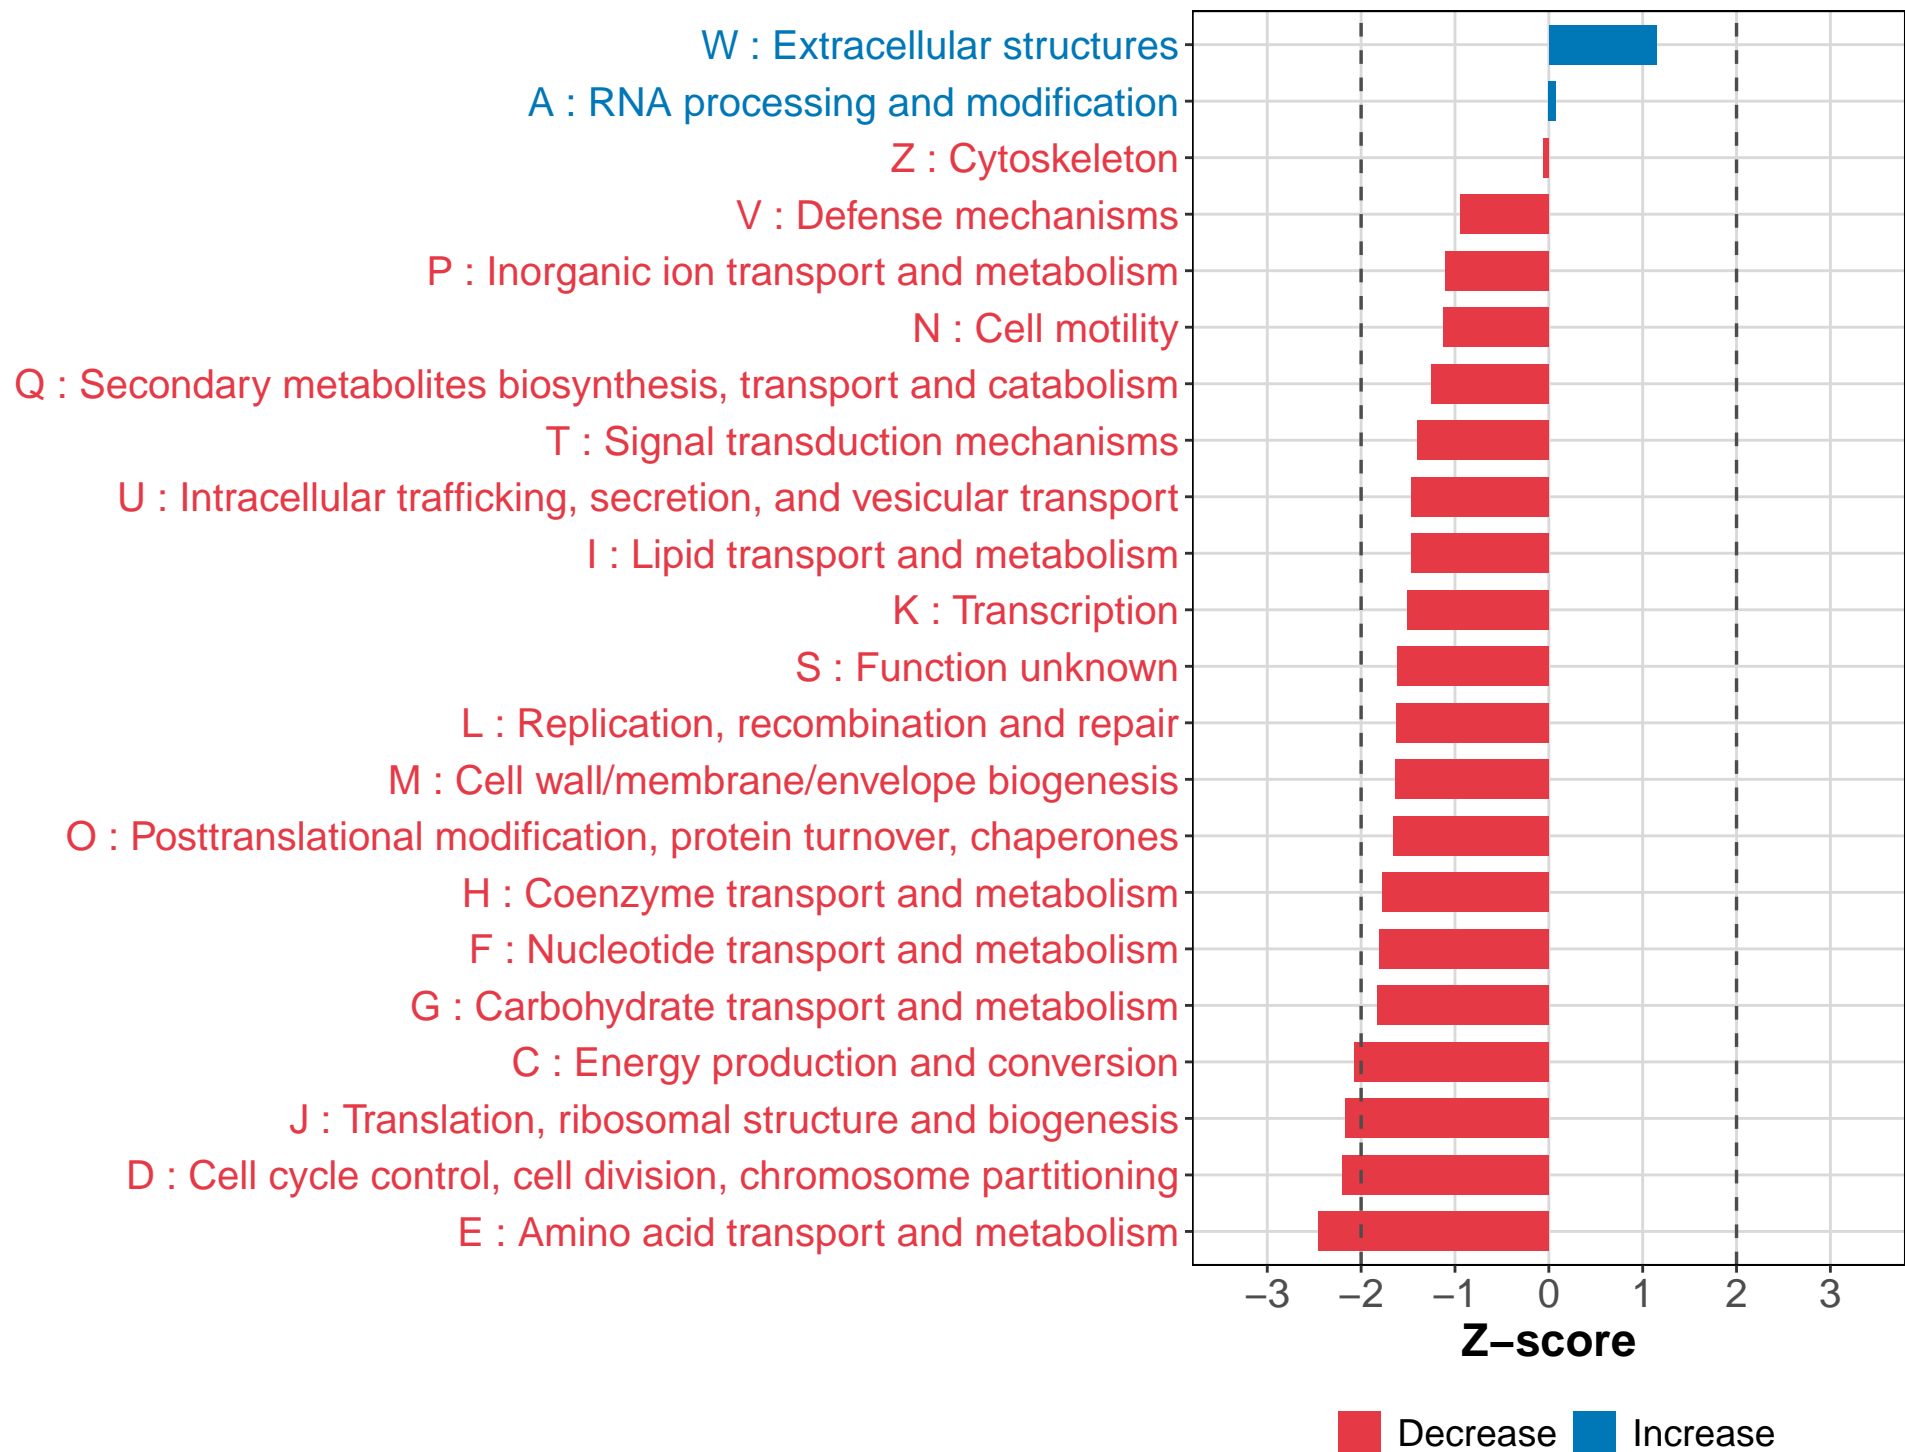 W : Extracellular structures
A : RNA processing and modification
Z : Cytoskeleton
V : Defense mechanisms
P : Inorganic ion transport and metabolism
N : Cell motility
Q : Secondary metabolites biosynthesis, transport and catabolism
T : Signal transduction mechanisms
U : Intracellular trafficking, secretion, and vesicular transport
I : Lipid transport and metabolism
K : Transcription
S : Function unknown
L : Replication, recombination and repair
M : Cell wall/membrane/envelope biogenesis
O : Posttranslational modification, protein turnover, chaperones
H : Coenzyme transport and metabolism
F : Nucleotide transport and metabolism
G : Carbohydrate transport and metabolism
C : Energy production and conversion
J : Translation, ribosomal structure and biogenesis
D : Cell cycle control, cell division, chromosome partitioning
E : Amino acid transport and metabolism
−3 −2 −1 0 1 2 3
Z−score
Decrease Increase